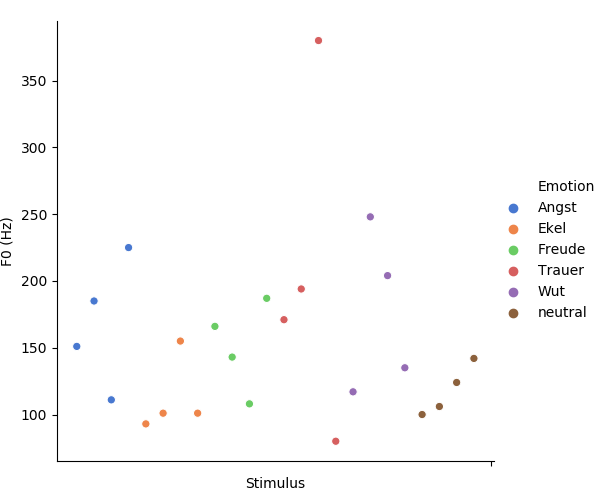 350
300
250
200
150
100
F0 (Hz)
Stimulus
Emotion
Angst
Ekel
Freude
Trauer
Wut
neutral